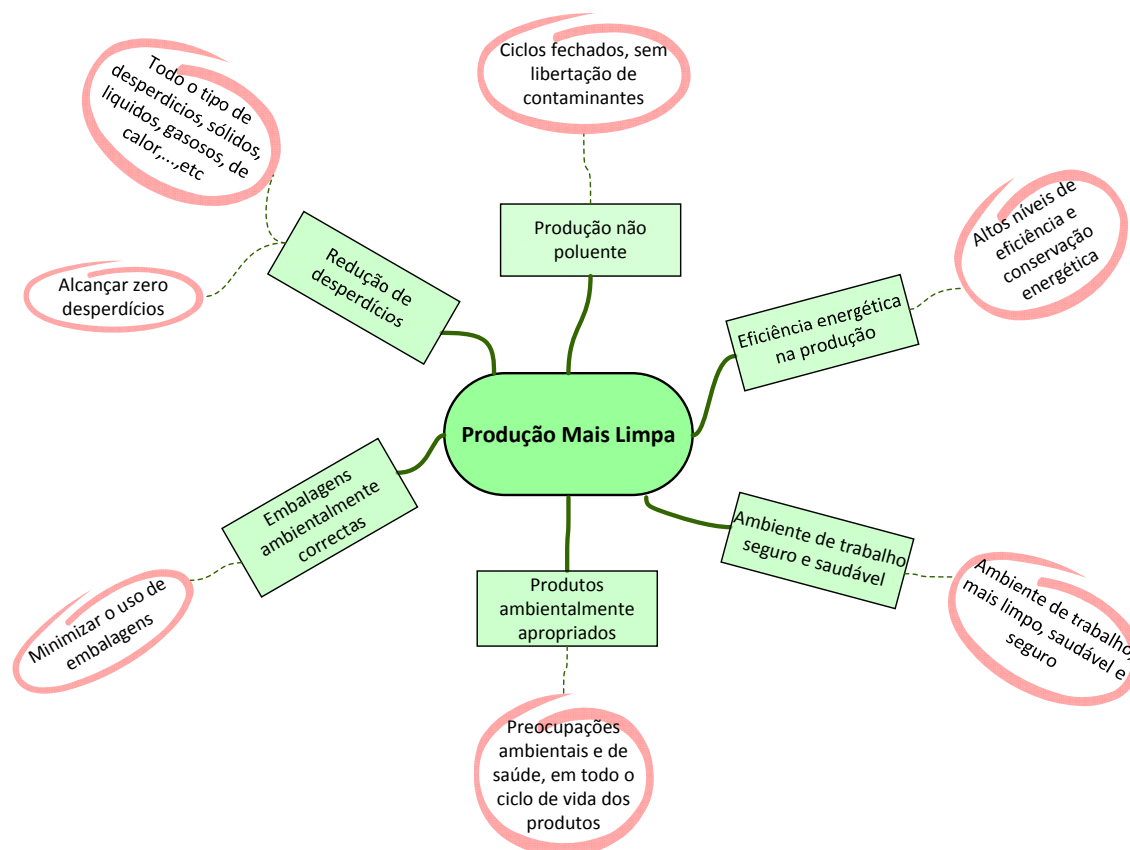 Ciclos fechados, sem
libertação de
contaminantes
Todo o tipo de
desperdicios, sólidos,
liquidos, gasosos, de
calor,...,etc
Altos níveis de
eficiência e
conservação
energética
Produção não
poluente
Redução de
desperdícios
Alcançar zero
desperdícios
Eficiência energética
na produção
Produção Mais Limpa
Embalagens
ambientalmente
correctas
Ambiente de trabalho
seguro e saudável
Produtos
ambientalmente
apropriados
Minimizar o uso de
embalagens
Ambiente de trabalho,
mais limpo, saudável e
seguro
Preocupações
ambientais e de
saúde, em todo o
ciclo de vida dos
produtos